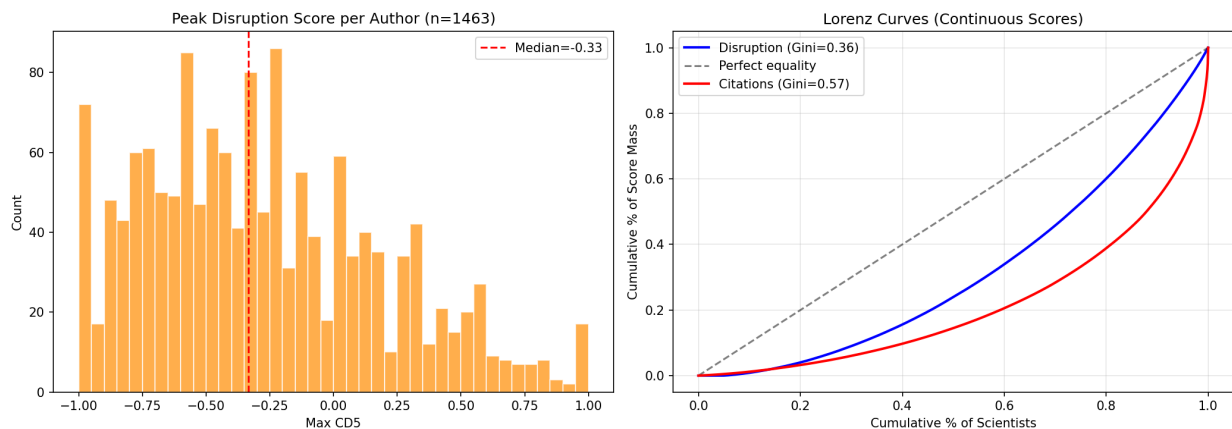 Peak Disruption Score per Author (n=1463)
Median=-0.33
80
60
40
20
0
Count
−1.00 −0.75 −0.50 −0.25 0.00 0.25 0.50 0.75 1.00
Max CD5
Lorenz Curves (Continuous Scores)
Disruption (Gini=0.36)
Perfect equality
Citations (Gini=0.57)
1.0
0.8
0.6
0.4
0.2
0.0
Cumulative % of Score Mass
0.0 0.2 0.4 0.6 0.8 1.0
Cumulative % of Scientists